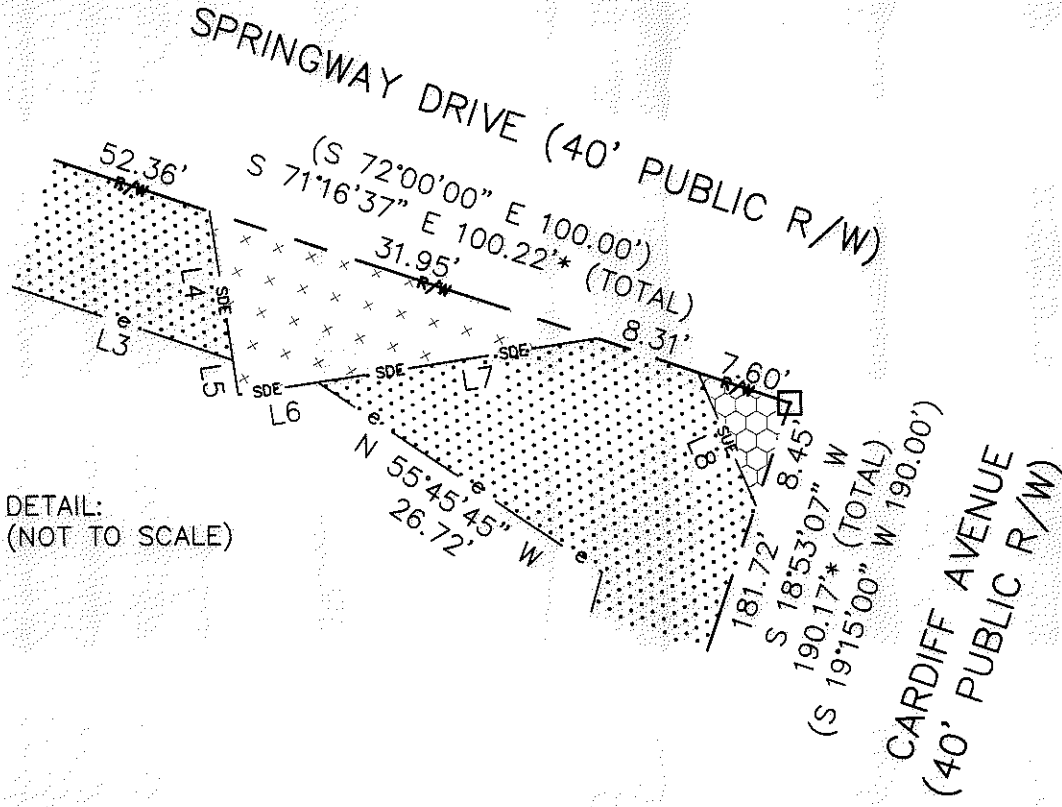 SPRINGWAY DRIVE (40' PUBLIC R/W)
(S 72°00'00" E 100.00')
S 71°16'37" E 100.22'* (TOTAL)
52.36'
R/W
31.95'
R/W
8.31'
7.60'
R/W
L4
SDE
e
L3
L5
SDE
L6
SDE
L7
SDE
SUE
L8
e
e
e
N 55°45'45" W
26.72'
8.45'
181.72'
S 18°53'07" W
190.17'* (TOTAL)
(S 19°15'00" W 190.00')
CARDIFF AVENUE
(40' PUBLIC R/W)
DETAIL:
(NOT TO SCALE)